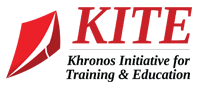 KITE
Khronos Initiative for
Training & Education